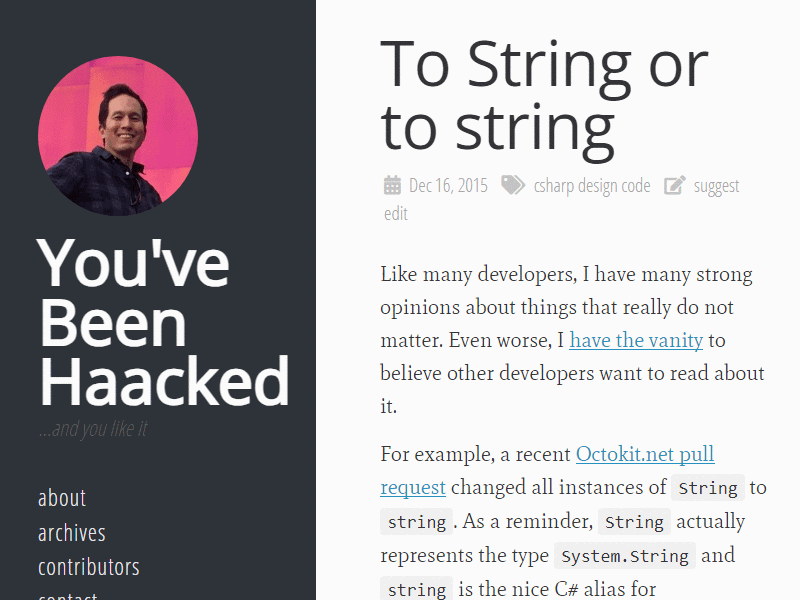 You've
Been
Haacked
...and you like it
about
archives
contributors
contact
To String or
to string
Dec 16, 2015 csharp design code suggest
edit
Like many developers, I have many strong
opinions about things that really do not
matter. Even worse, I have the vanity to
believe other developers want to read about
it.
For example, a recent Octokit.net pull
request changed all instances of String to
string. As a reminder, String actually
represents the type System.String and
string is the nice C# alias for